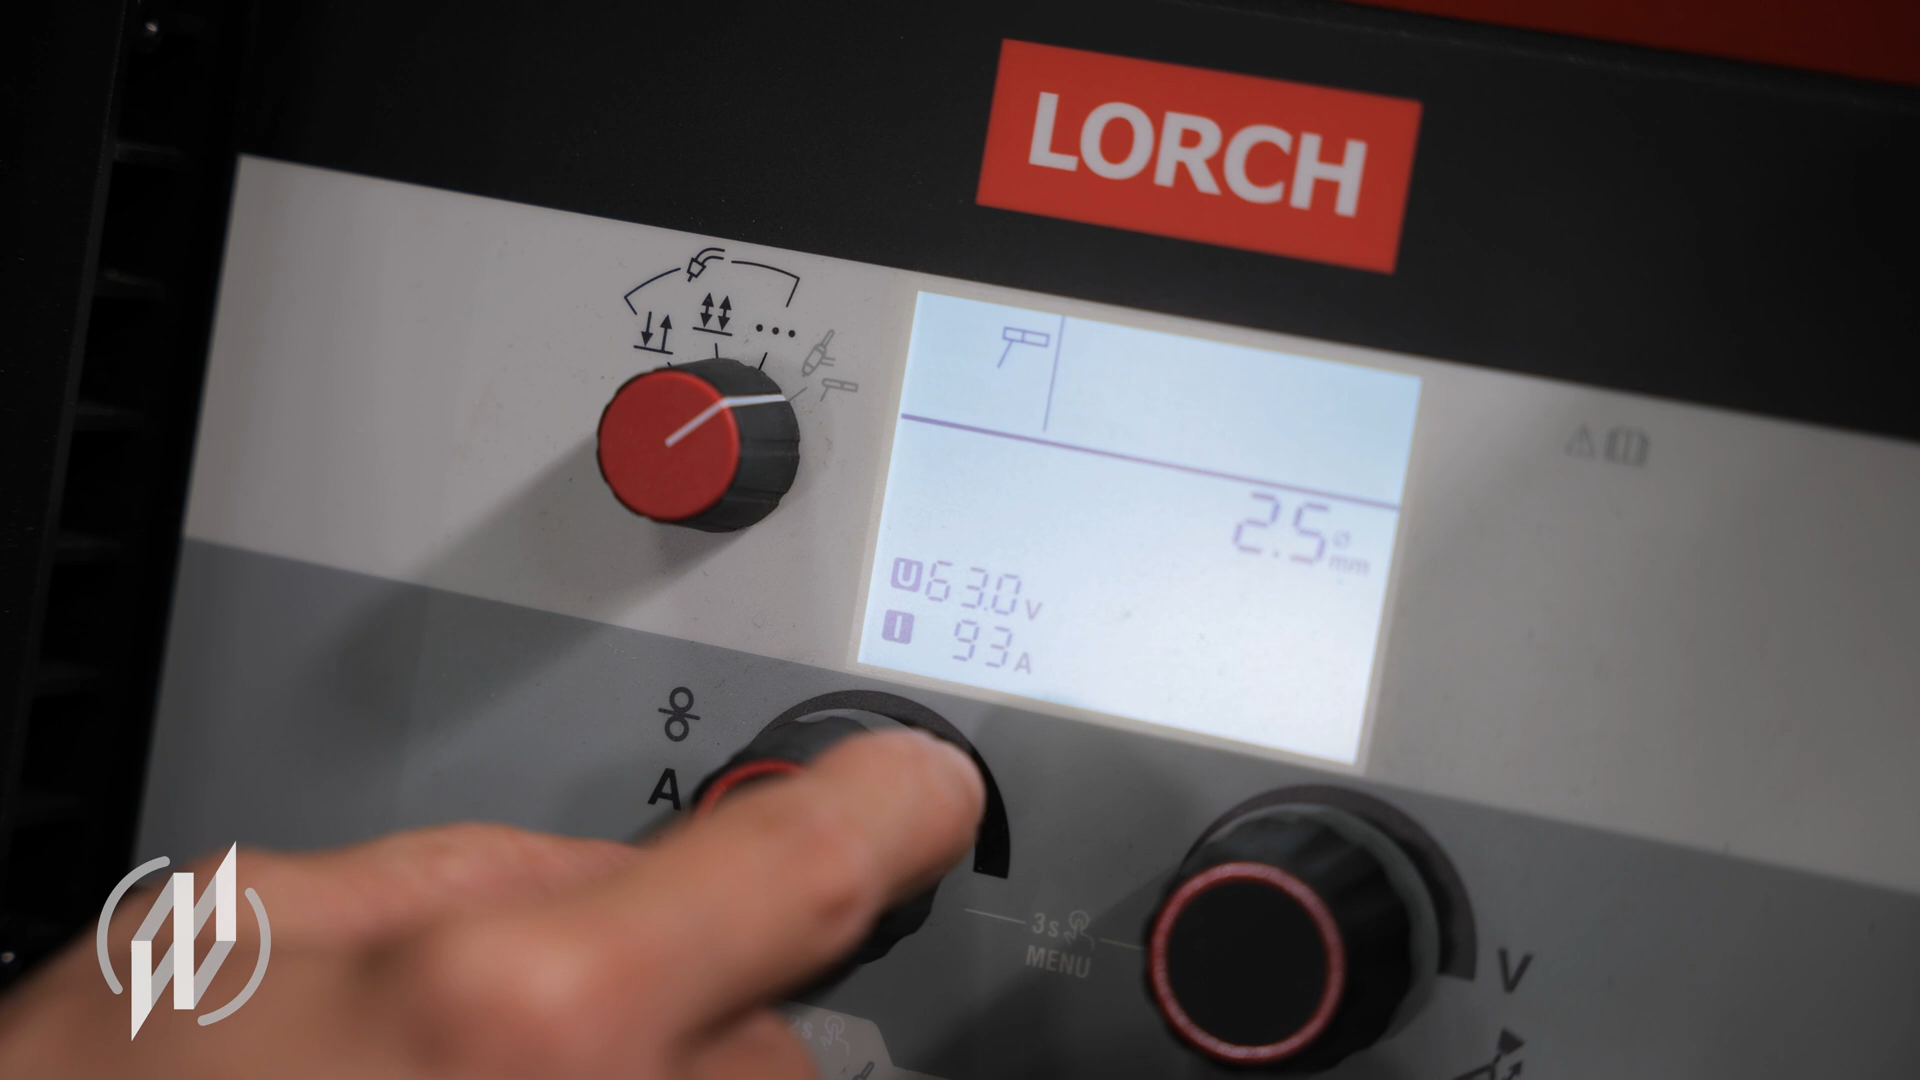 LORCH
2.5 ø
mm
U 63.0 V
I 93 A
A
3s
MENU
V